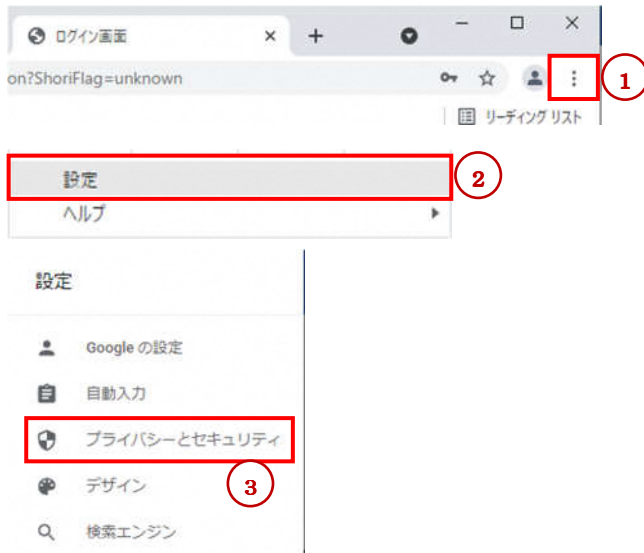 ログイン画面
on?ShoriFlag=unknown
1
リーディング リスト
設定
2
ヘルプ
設定
Google の設定
自動入力
プライバシーとセキュリティ
デザイン
3
検索エンジン